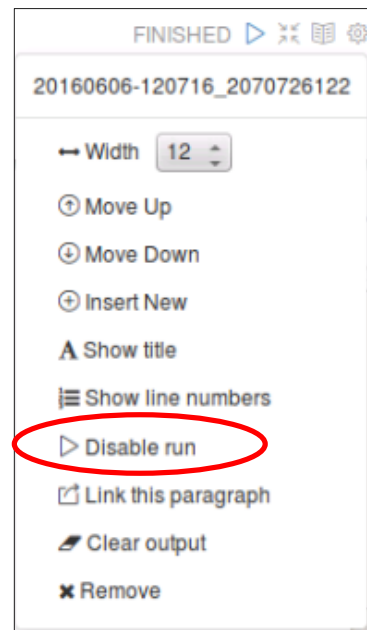 FINISHED
20160606-120716_2070726122
Width 12
Move Up
Move Down
Insert New
A Show title
Show line numbers
Disable run
Link this paragraph
Clear output
Remove